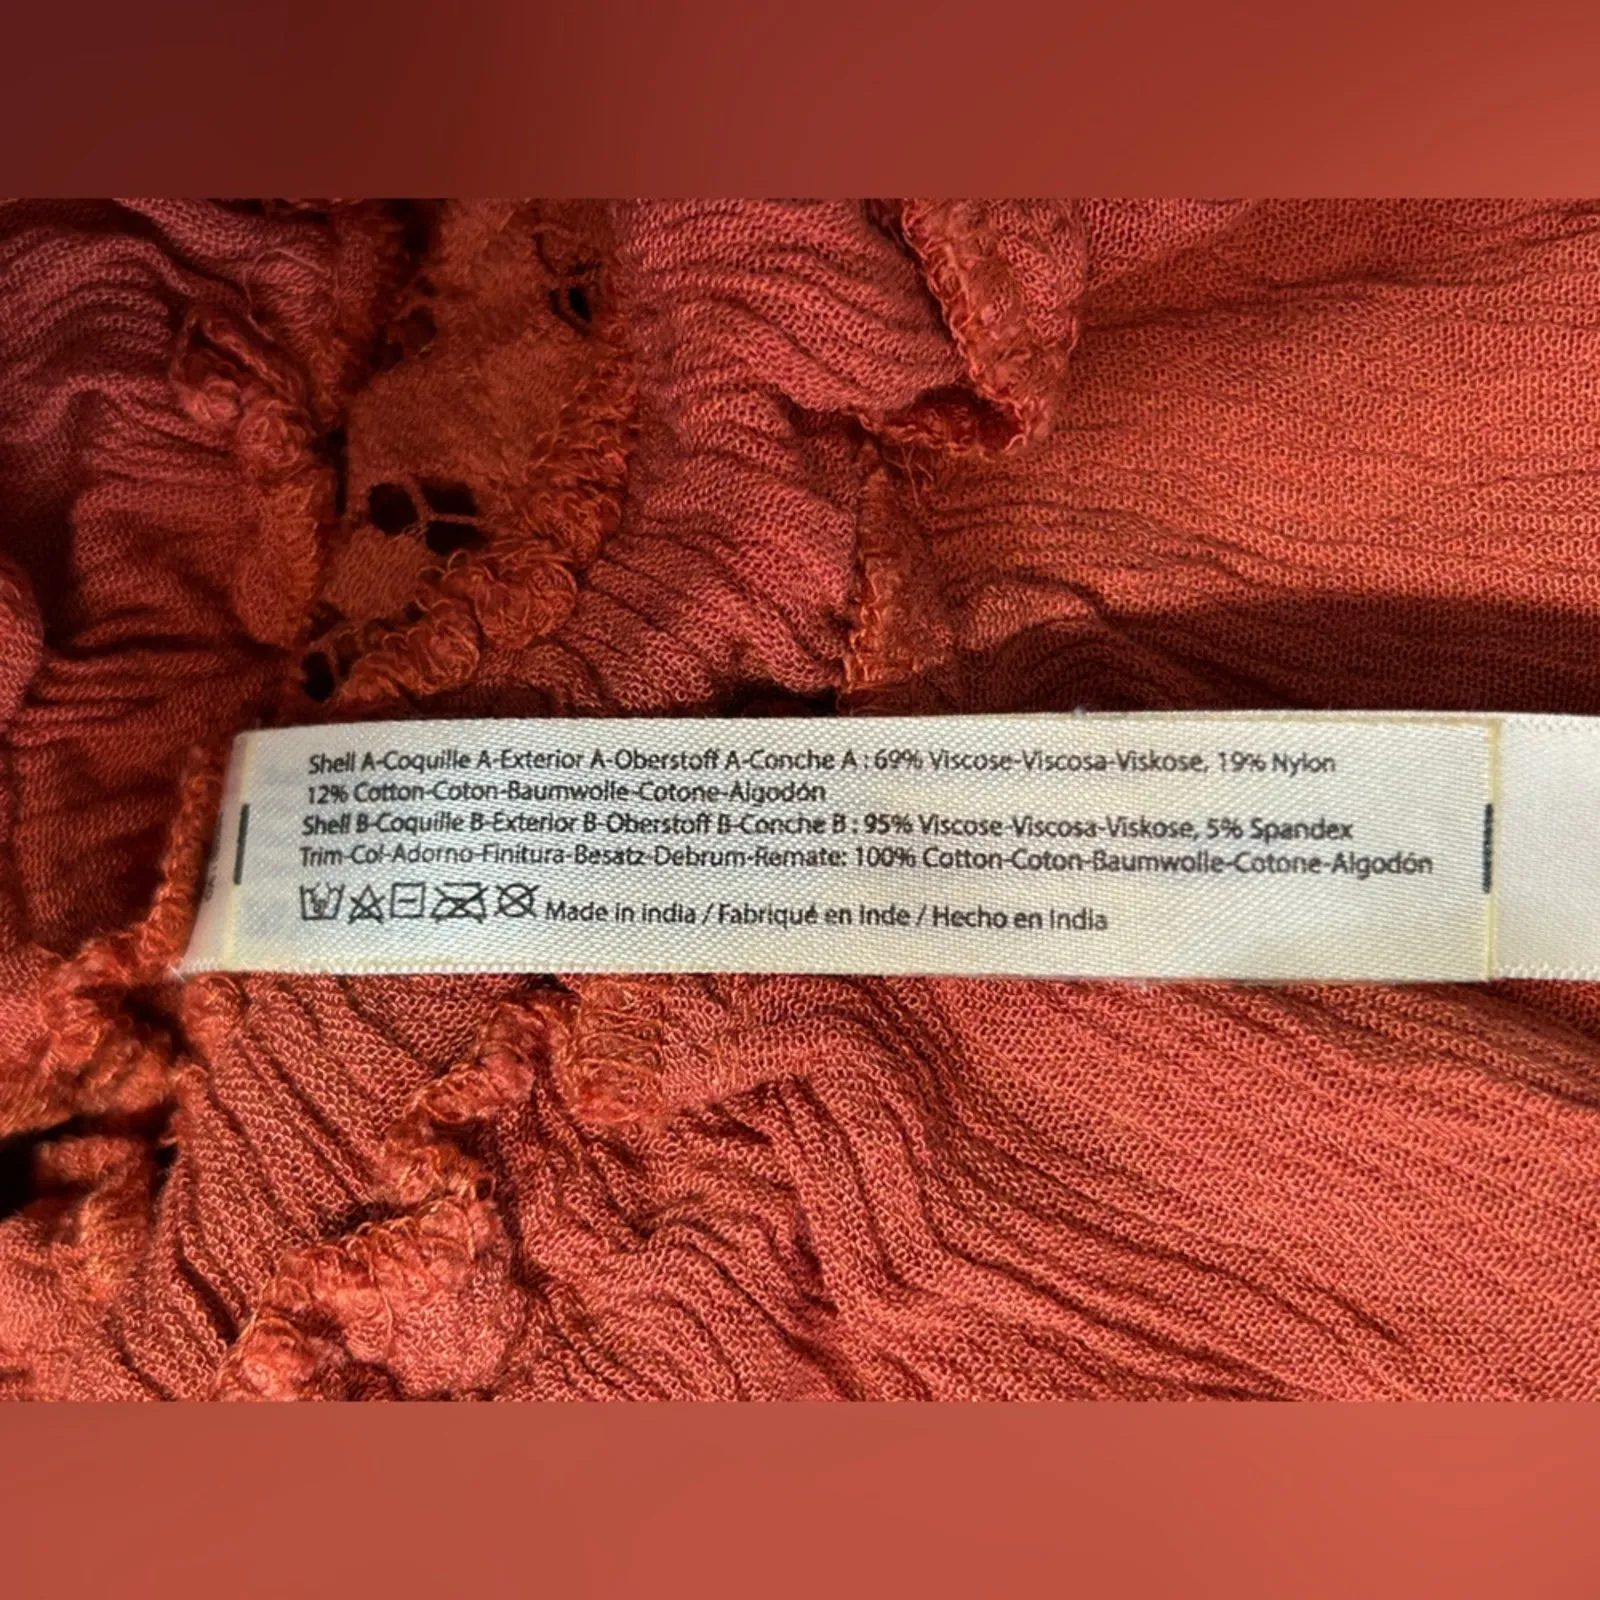 Shell A-Coquille A-Exterior A-Oberstoff A-Conche A : 69% Viscose-Viscosa-Viskose, 19% Nylon
12% Cotton-Coton-Baumwolle-Cotone-Algodón
Shell B-Coquille B-Exterior B-Oberstoff B-Conche B : 95% Viscose-Viscosa-Viskose, 5% Spandex
Trim-Col-Adorno-Finitura-Besatz-Debrum-Remate: 100% Cotton-Coton-Baumwolle-Cotone-Algodón
Made in india / Fabriqué en Inde / Hecho en India